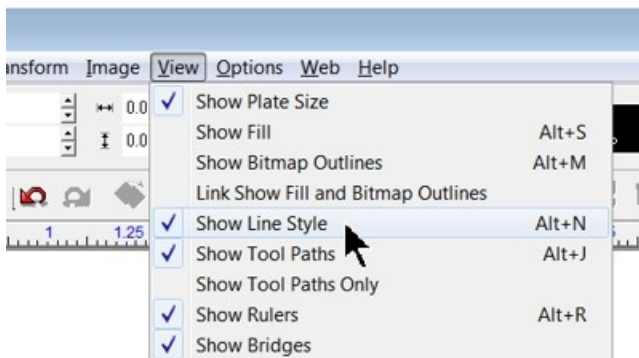 ansform Image View Options Web Help
0.0
0.0
Show Plate Size
Show Fill Alt+S
Show Bitmap Outlines Alt+M
Link Show Fill and Bitmap Outlines
1 1.25
Show Line Style Alt+N
Show Tool Paths Alt+J
Show Tool Paths Only
Show Rulers Alt+R
Show Bridges